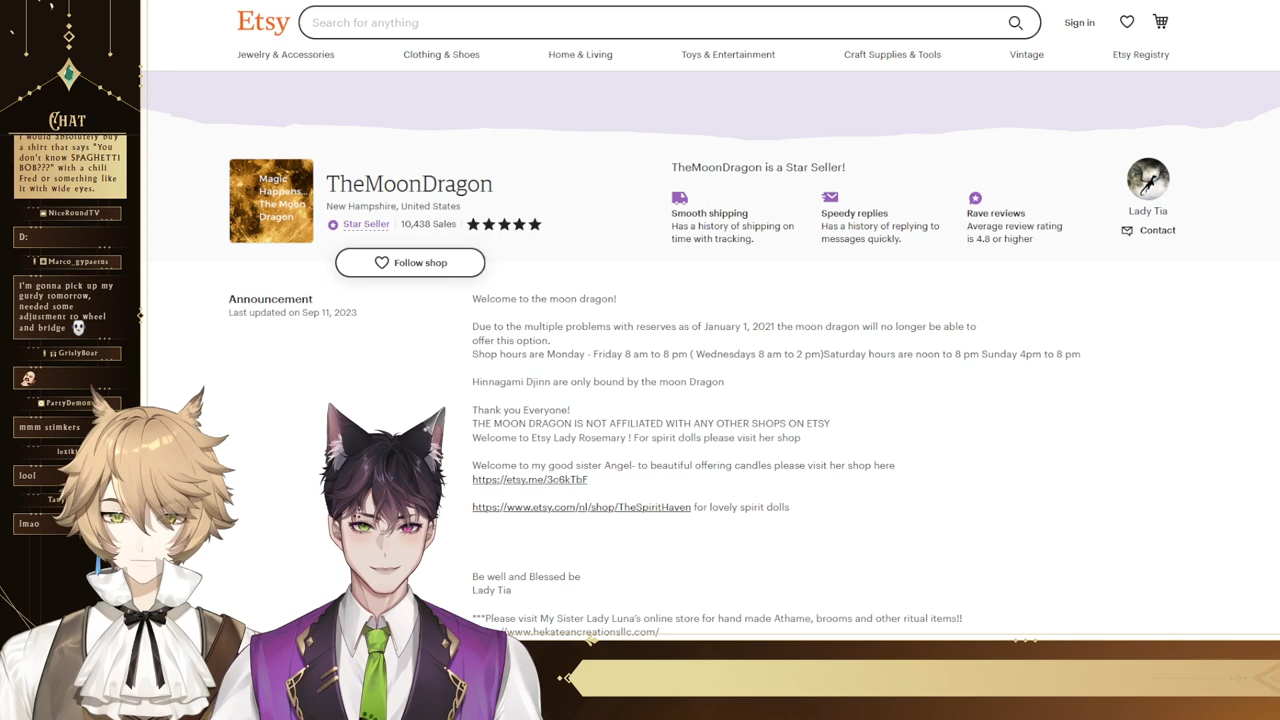 CHAT
I would absolutely buy
a shirt that says "You
don't know SPAGHETTI
BOB???" with a chili
Fred or something like
it with wide eyes.
NiceRoundTV
D:
Marco_gypaetus
I'm gonna pick up my
gurdy tomorrow,
needed some
adjustment to wheel
and bridge
GrislyBoar
PartyDemon
mmm stimkers
lexik
lool
lmao
Etsy
Search for anything
Sign in
Jewelry & Accessories
Clothing & Shoes
Home & Living
Toys & Entertainment
Craft Supplies & Tools
Vintage
Etsy Registry
Magic
Happens...
The Moon
Dragon
TheMoonDragon
New Hampshire, United States
Star Seller
10,438 Sales
Follow shop
TheMoonDragon is a Star Seller!
Smooth shipping
Has a history of shipping on
time with tracking.
Speedy replies
Has a history of replying to
messages quickly.
Rave reviews
Average review rating
is 4.8 or higher
Lady Tia
Contact
Announcement
Last updated on Sep 11, 2023
Welcome to the moon dragon!
Due to the multiple problems with reserves as of January 1, 2021 the moon dragon will no longer be able to
offer this option.
Shop hours are Monday - Friday 8 am to 8 pm ( Wednesdays 8 am to 2 pm)Saturday hours are noon to 8 pm Sunday 4pm to 8 pm
Hinnagami Djinn are only bound by the moon Dragon
Thank you Everyone!
THE MOON DRAGON IS NOT AFFILIATED WITH ANY OTHER SHOPS ON ETSY
Welcome to Etsy Lady Rosemary ! For spirit dolls please visit her shop
Welcome to my good sister Angel- to beautiful offering candles please visit her shop here
https://etsy.me/3c6kTbF
https://www.etsy.com/nl/shop/TheSpiritHaven for lovely spirit dolls
Be well and Blessed be
Lady Tia
***Please visit My Sister Lady Luna's online store for hand made Athame, brooms and other ritual items!!
www.hekateancreationsllc.com/